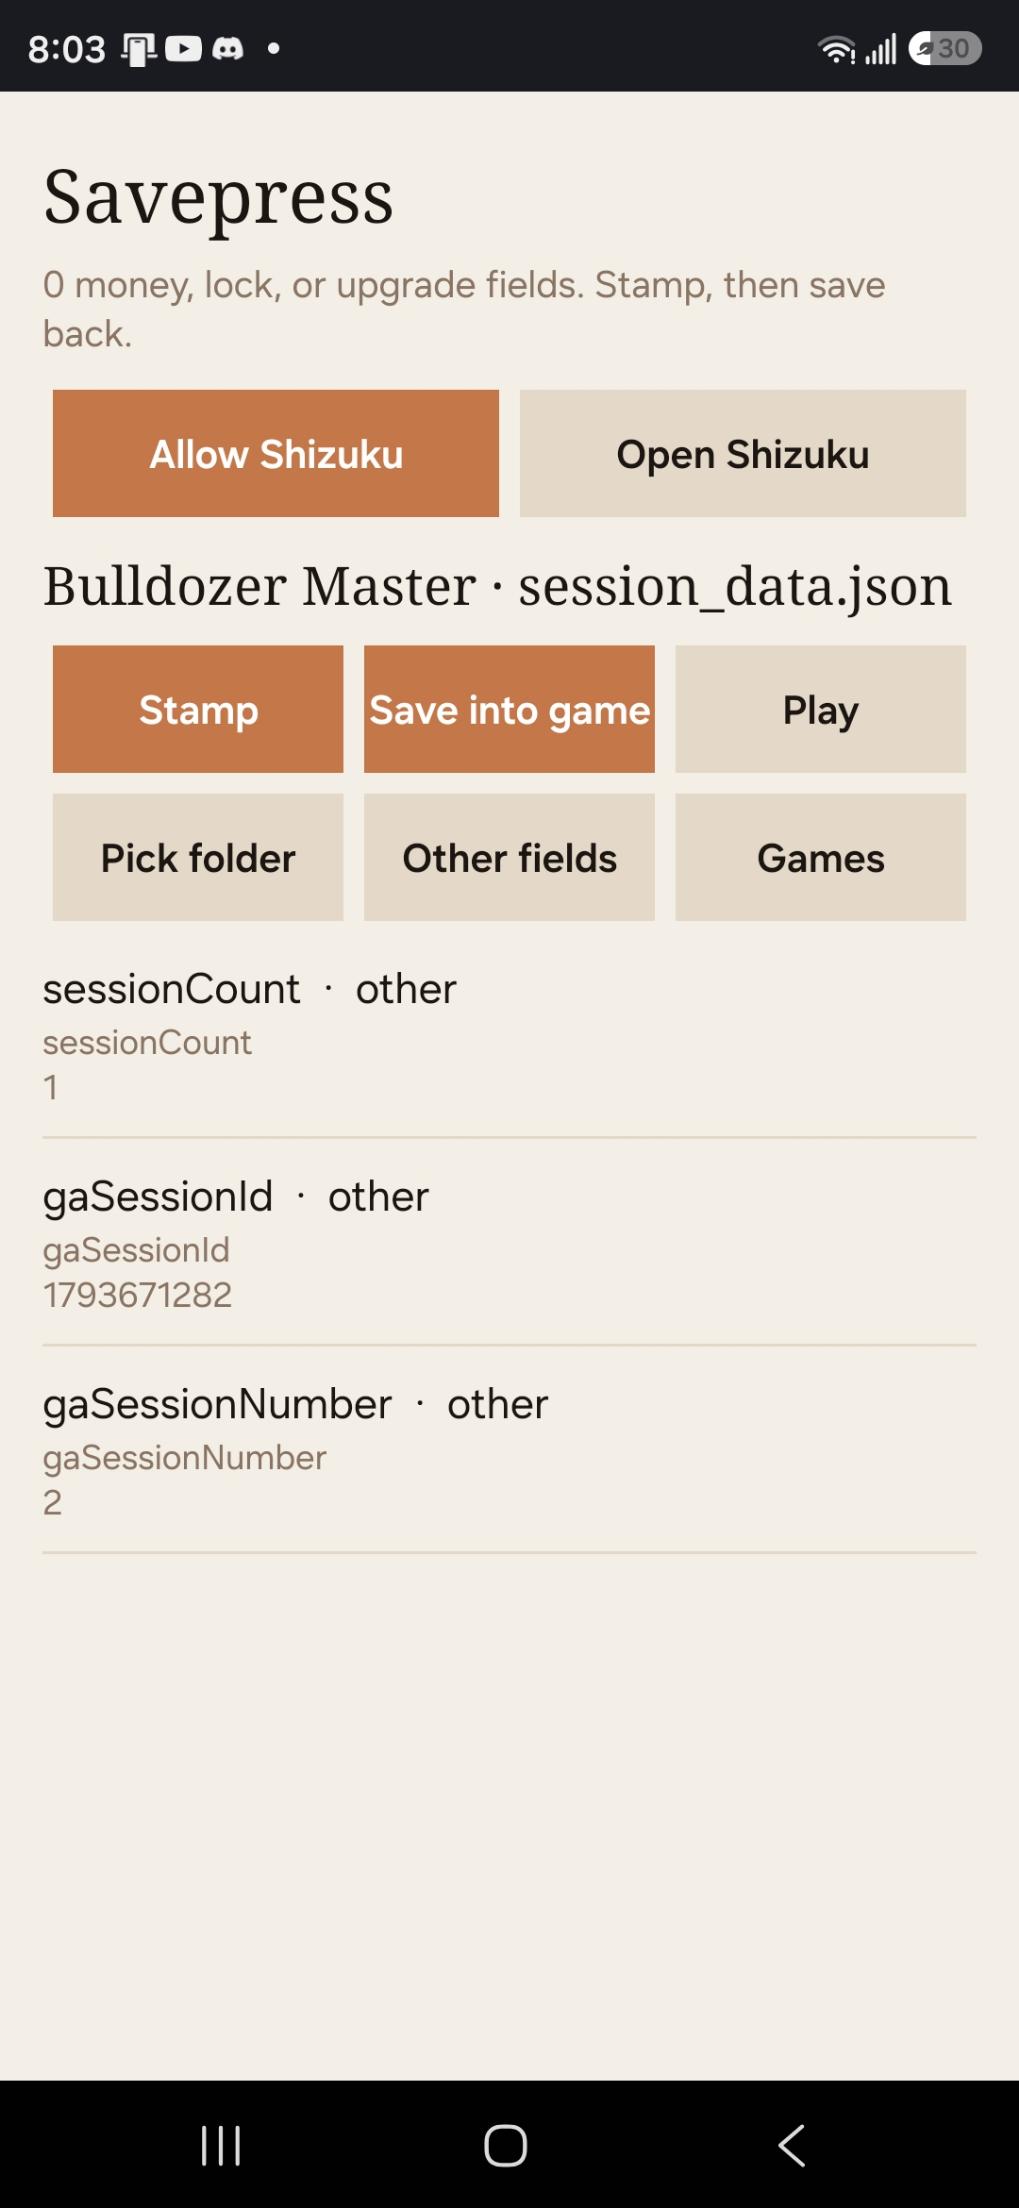 8:03
30
Savepress
0 money, lock, or upgrade fields. Stamp, then save
back.
Allow Shizuku
Open Shizuku
Bulldozer Master · session_data.json
Stamp
Save into game
Play
Pick folder
Other fields
Games
sessionCount · other
sessionCount
1
gaSessionId · other
gaSessionId
1793671282
gaSessionNumber · other
gaSessionNumber
2